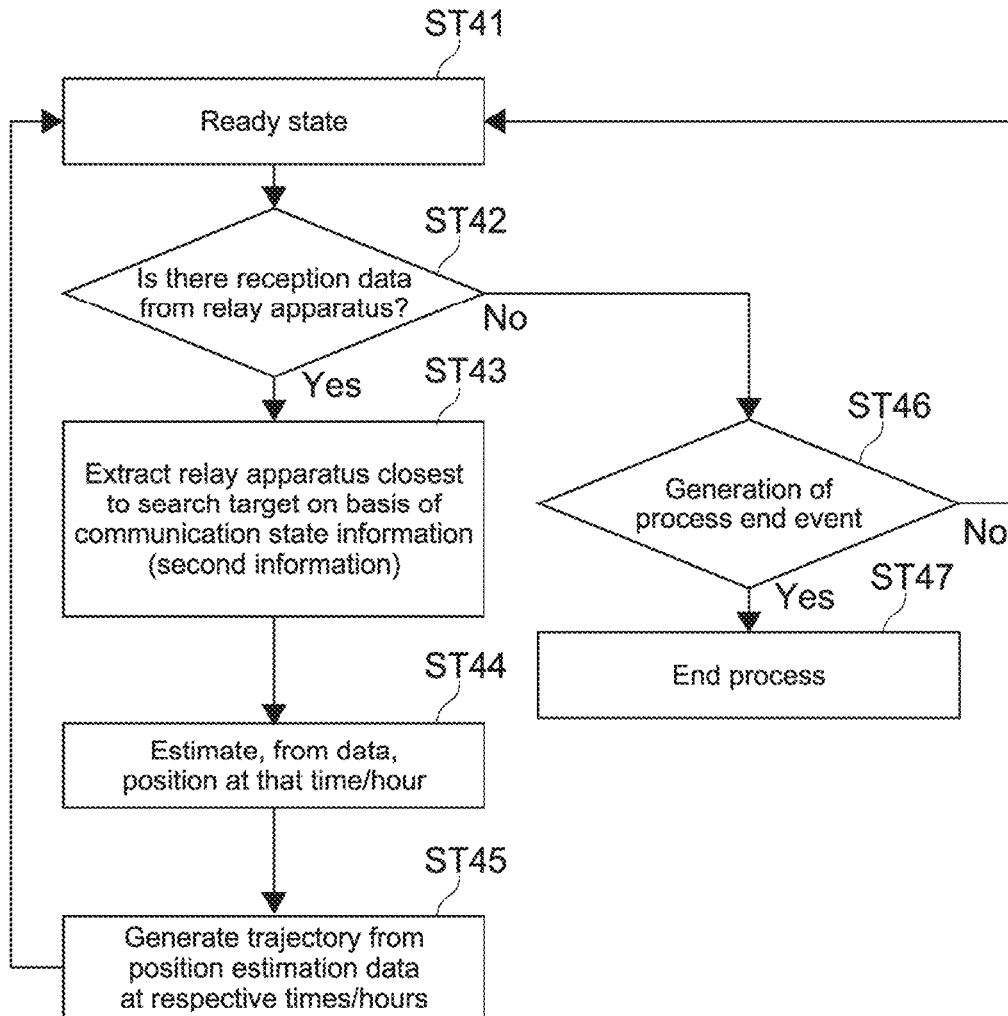 ST41
Ready state
ST42
Is there reception data
from relay apparatus?
No
Yes
ST43
Extract relay apparatus closest
to search target on basis of
communication state information
(second information)
ST44
Estimate, from data,
position at that time/hour
ST45
Generate trajectory from
position estimation data
at respective times/hours
ST46
Generation of
process end event
No
Yes
ST47
End process